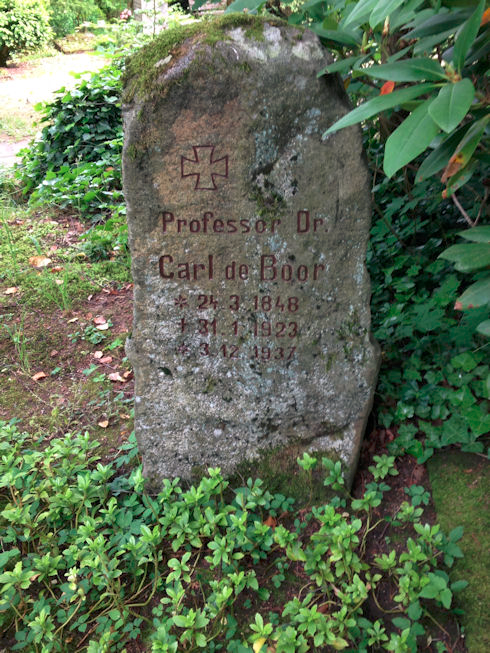 Professor Dr.
Carl de Boor
* 24.3.1848
† 31.1.1923
* 3.12.1937